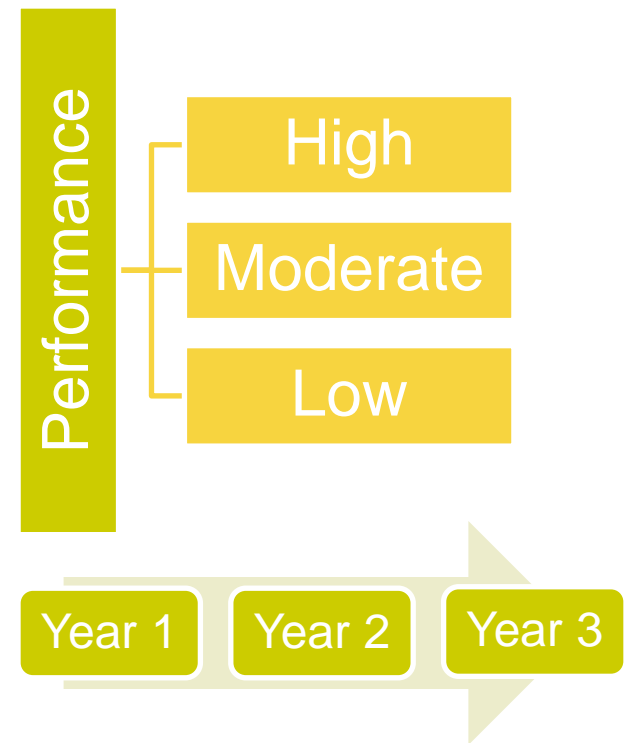 Performance
High
Moderate
Low
Year 1
Year 2
Year 3